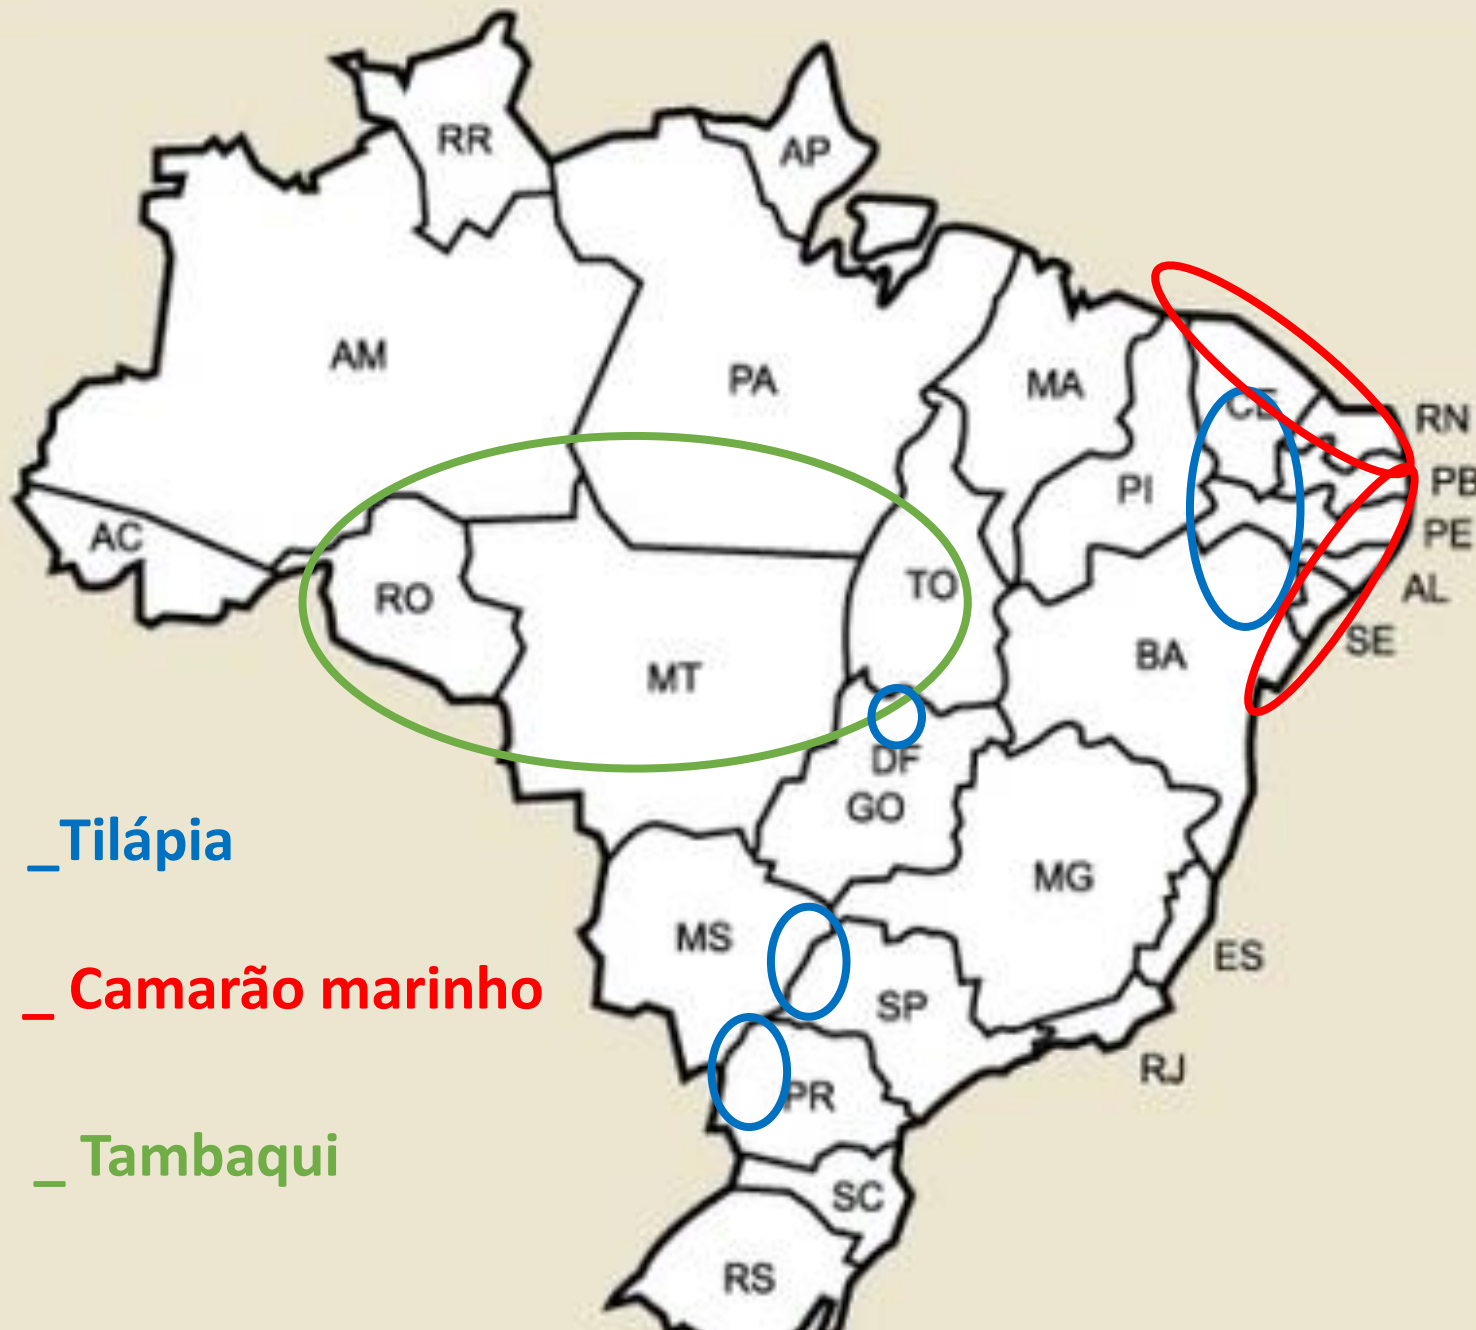 RR
AP
AM
PA
MA
CE
RN
PI
PB
PE
AC
RO
TO
AL
MT
BA
SE
DF
GO
_Tilápia
MG
MS
ES
_ Camarão marinho
SP
RJ
PR
_ Tambaqui
SC
RS